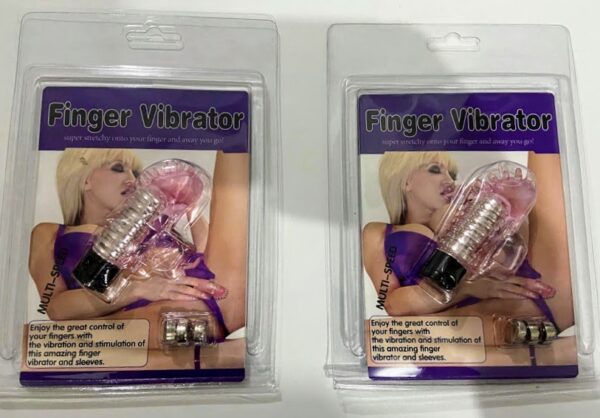 Finger Vibrator
super stretchy onto your finger and away you go!
MULTI-SPEED
Enjoy the great control of
your fingers with
the vibration and stimulation of
this amazing finger
vibrator and sleeves.
Finger Vibrator
super stretchy onto your finger and away you go!
MULTI-SPEED
Enjoy the great control of
your fingers with
the vibration and stimulation of
this amazing finger
vibrator and sleeves.